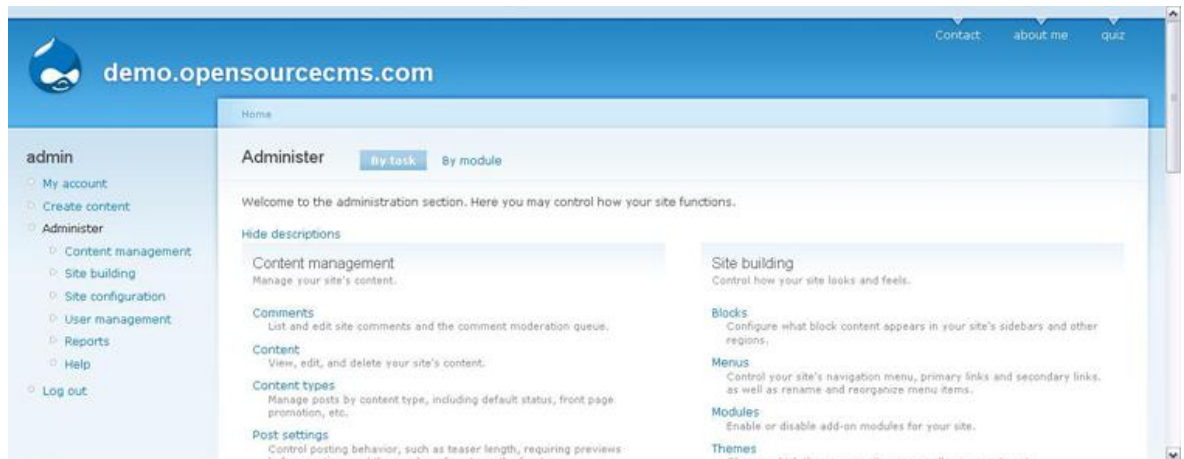 Contact about me quiz
demo.opensourcecms.com
Home
admin
My account
Create content
Administer
Content management
Site building
Site configuration
User management
Reports
Help
Log out
Administer By task By module
Welcome to the administration section. Here you may control how your site functions.
Hide descriptions
Content management
Manage your site's content.
Comments
List and edit site comments and the comment moderation queue.
Content
View, edit, and delete your site's content.
Content types
Manage posts by content type, including default status, front page
promotion, etc.
Post settings
Control posting behavior, such as teaser length, requiring previews
Site building
Control how your site looks and feels.
Blocks
Configure what block content appears in your site's sidebars and other
regions.
Menus
Control your site's navigation menu, primary links and secondary links.
as well as rename and reorganize menu items.
Modules
Enable or disable add-on modules for your site.
Themes